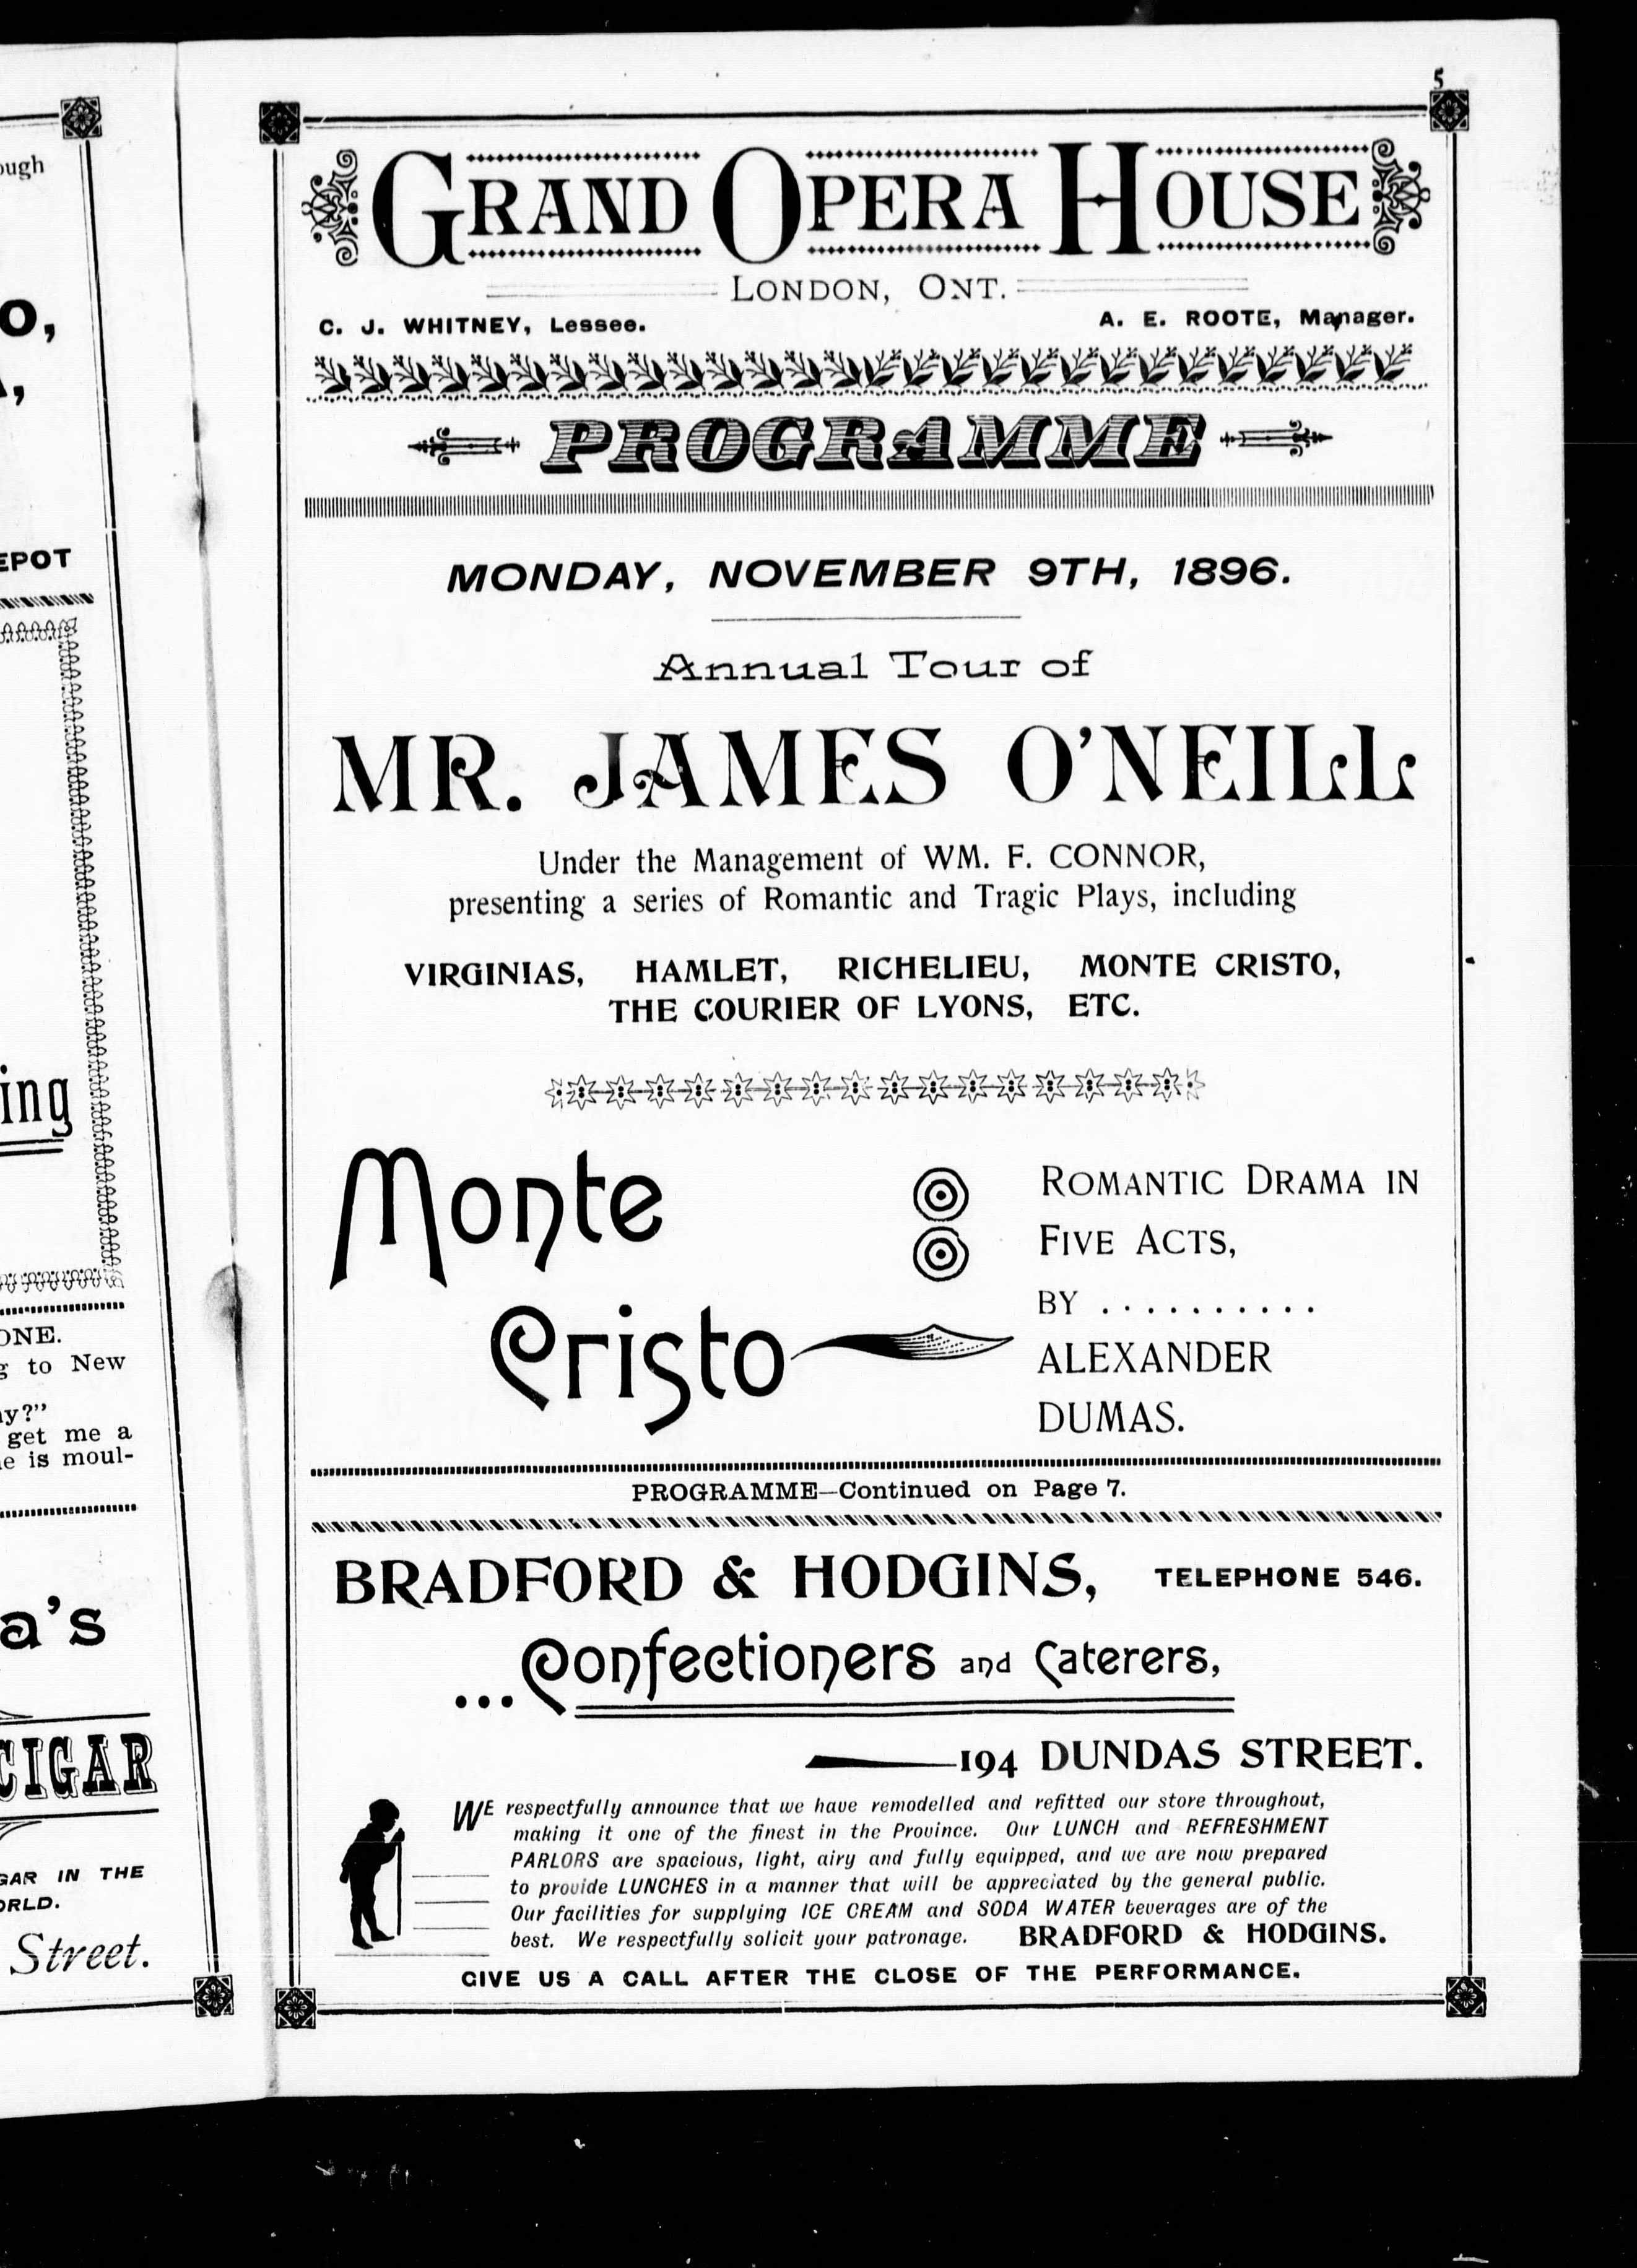 ough
o,
EPOT
ing
ONE.
g to New
ay?"
get me a
e is moul-
a's
CIGAR
GAR IN THE
ORLD.
Street.
5
GRAND OPERA HOUSE
LONDON, ONT.
C. J. WHITNEY, Lessee. A. E. ROOTE, Manager.
PROGRAMME
MONDAY, NOVEMBER 9TH, 1896.
Annual Tour of
MR. JAMES O'NEILL
Under the Management of WM. F. CONNOR,
presenting a series of Romantic and Tragic Plays, including
VIRGINIAS, HAMLET, RICHELIEU, MONTE CRISTO,
THE COURIER OF LYONS, ETC.
Monte
Cristo
ROMANTIC DRAMA IN
FIVE ACTS,
BY ..........
ALEXANDER
DUMAS.
PROGRAMME—Continued on Page 7.
BRADFORD & HODGINS, TELEPHONE 546.
...Confectioners and Caterers,
194 DUNDAS STREET.
WE respectfully announce that we have remodelled and refitted our store throughout,
making it one of the finest in the Province. Our LUNCH and REFRESHMENT
PARLORS are spacious, light, airy and fully equipped, and we are now prepared
to provide LUNCHES in a manner that will be appreciated by the general public.
Our facilities for supplying ICE CREAM and SODA WATER beverages are of the
best. We respectfully solicit your patronage. BRADFORD & HODGINS.
GIVE US A CALL AFTER THE CLOSE OF THE PERFORMANCE.